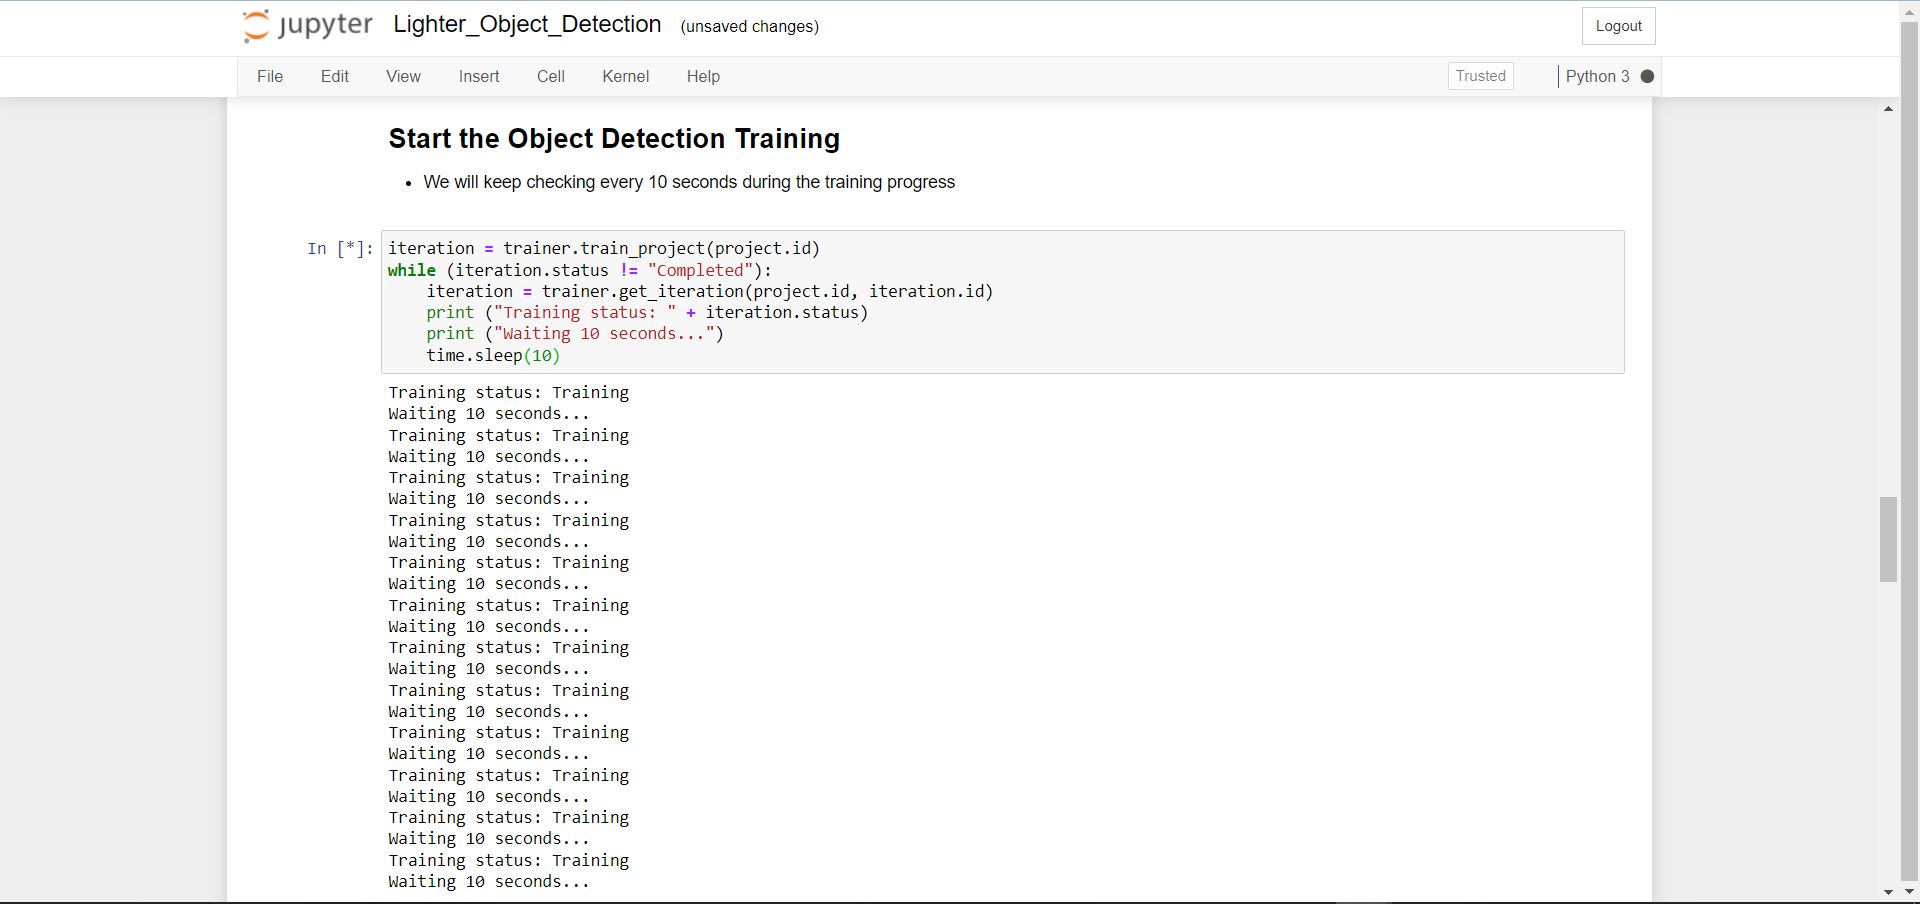 jupyter Lighter_Object_Detection (unsaved changes) Logout
File Edit View Insert Cell Kernel Help Trusted Python 3
Start the Object Detection Training
• We will keep checking every 10 seconds during the training progress
In [*]: iteration = trainer.train_project(project.id)
while (iteration.status != "Completed"):
    iteration = trainer.get_iteration(project.id, iteration.id)
    print ("Training status: " + iteration.status)
    print ("Waiting 10 seconds...")
    time.sleep(10)
Training status: Training
Waiting 10 seconds...
Training status: Training
Waiting 10 seconds...
Training status: Training
Waiting 10 seconds...
Training status: Training
Waiting 10 seconds...
Training status: Training
Waiting 10 seconds...
Training status: Training
Waiting 10 seconds...
Training status: Training
Waiting 10 seconds...
Training status: Training
Waiting 10 seconds...
Training status: Training
Waiting 10 seconds...
Training status: Training
Waiting 10 seconds...
Training status: Training
Waiting 10 seconds...
Training status: Training
Waiting 10 seconds...